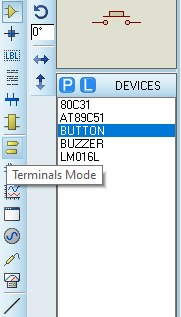 0°
LBL
P L DEVICES
80C31
AT89C51
BUTTON
BUZZER
LM016L
Terminals Mode